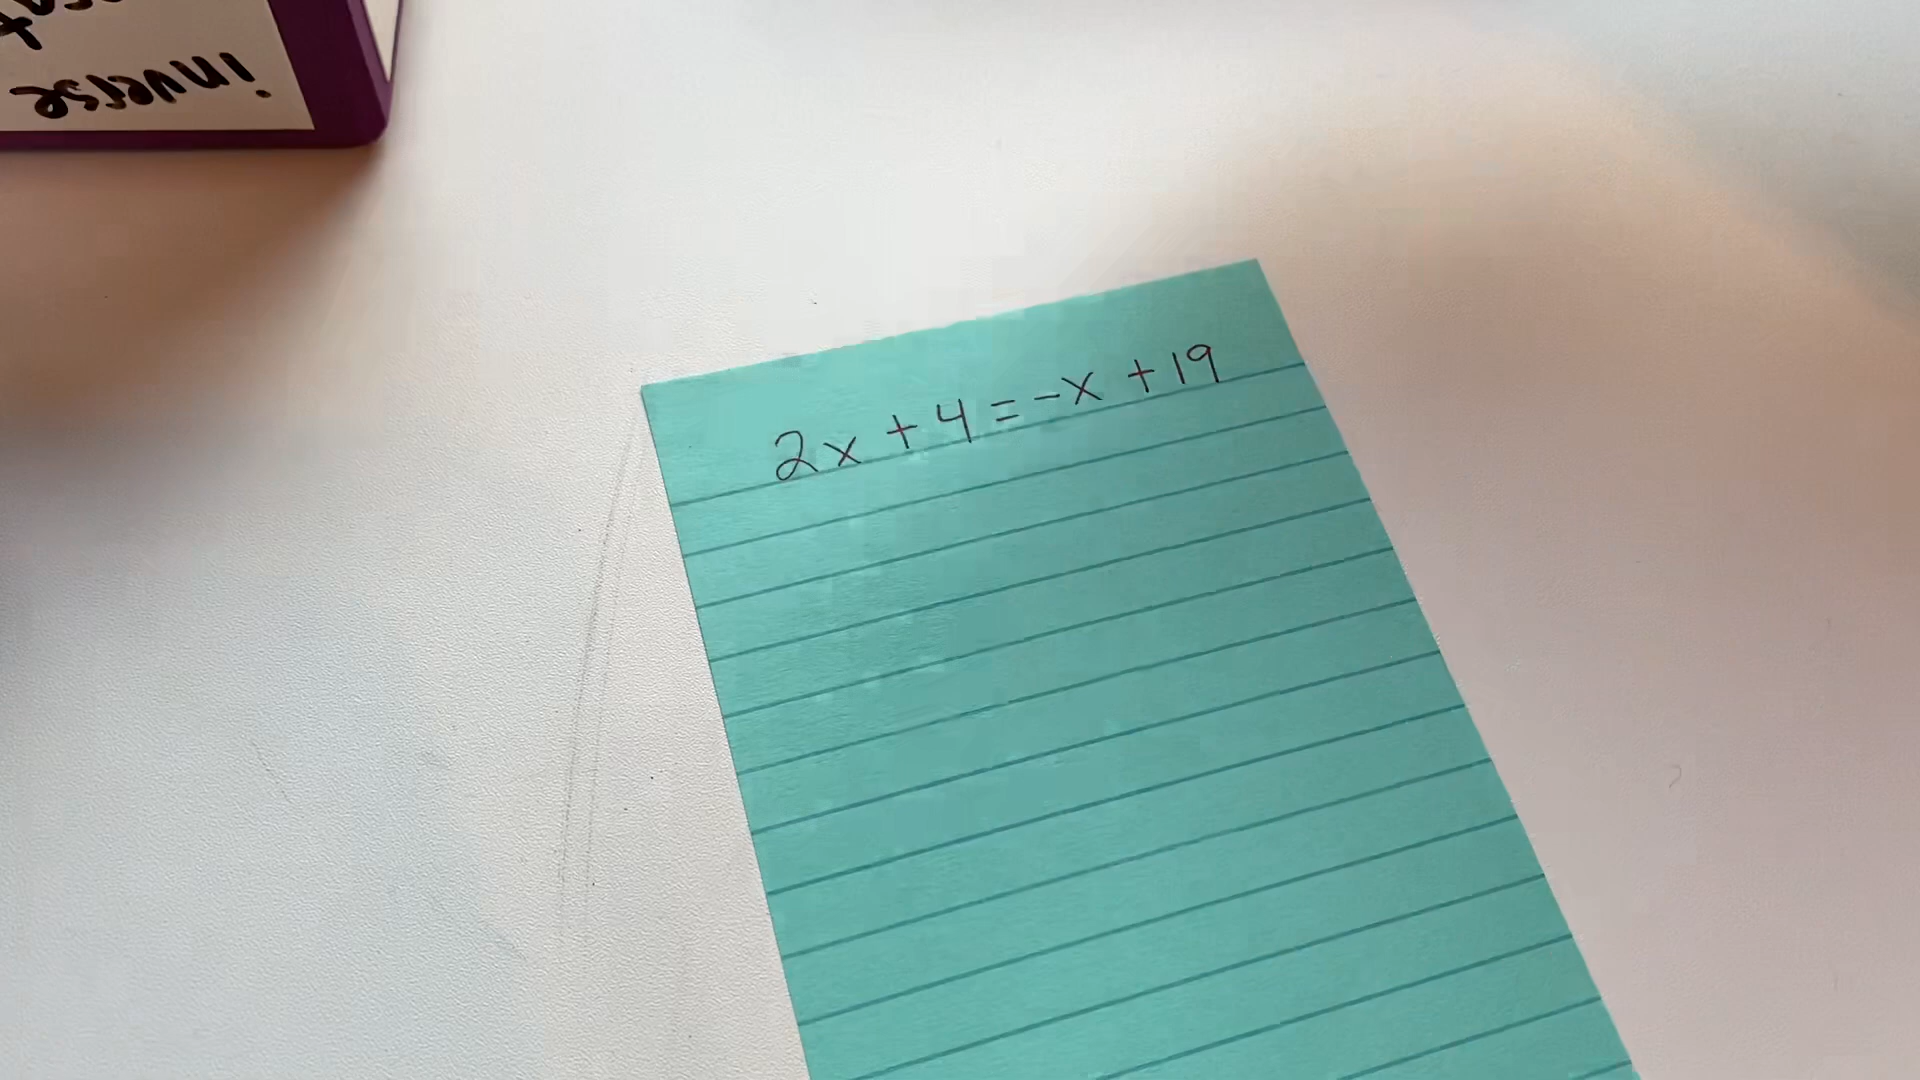 inverse
2x + 4 = -x + 19